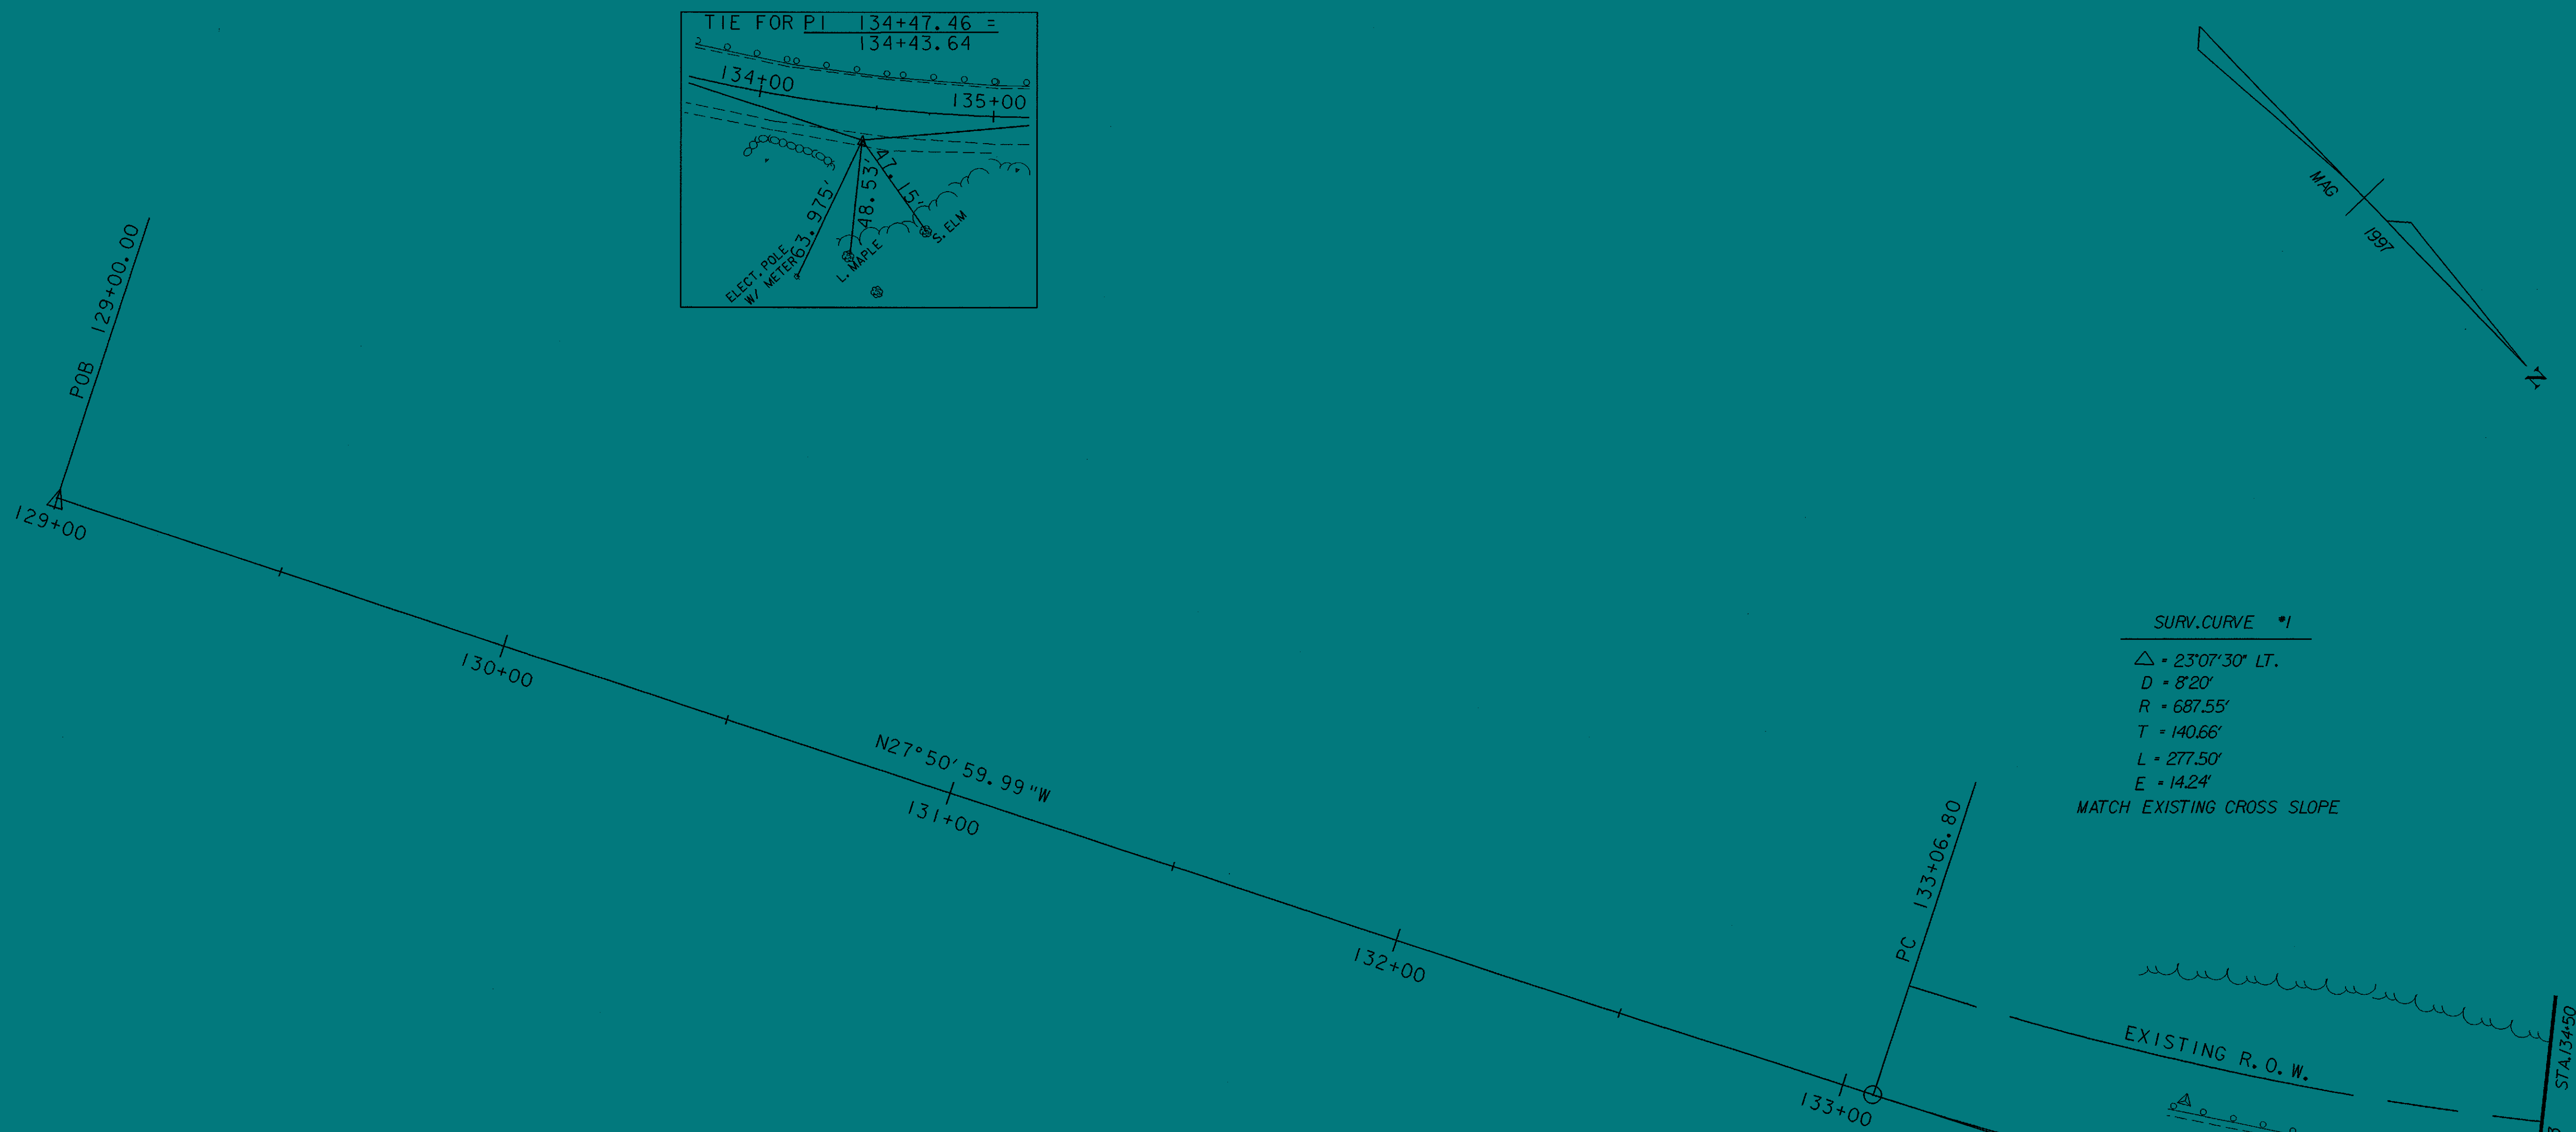 TIE FOR PI 134+47.46 =
134+43.64
134+00
135+00
47.15'
48.53'
63.975'
S. ELM
L. MAPLE
ELECT. POLE
W/ METER
MAG
1997
N
POB 129+00.00
129+00
130+00
N27°50'59.99"W
131+00
132+00
133+00
PC 133+06.80
SURV.CURVE #1
△ = 23°07'30" LT.
D = 8°20'
R = 687.55'
T = 140.66'
L = 277.50'
E = 14.24'
MATCH EXISTING CROSS SLOPE
EXISTING R.O.W.
STA.134+50